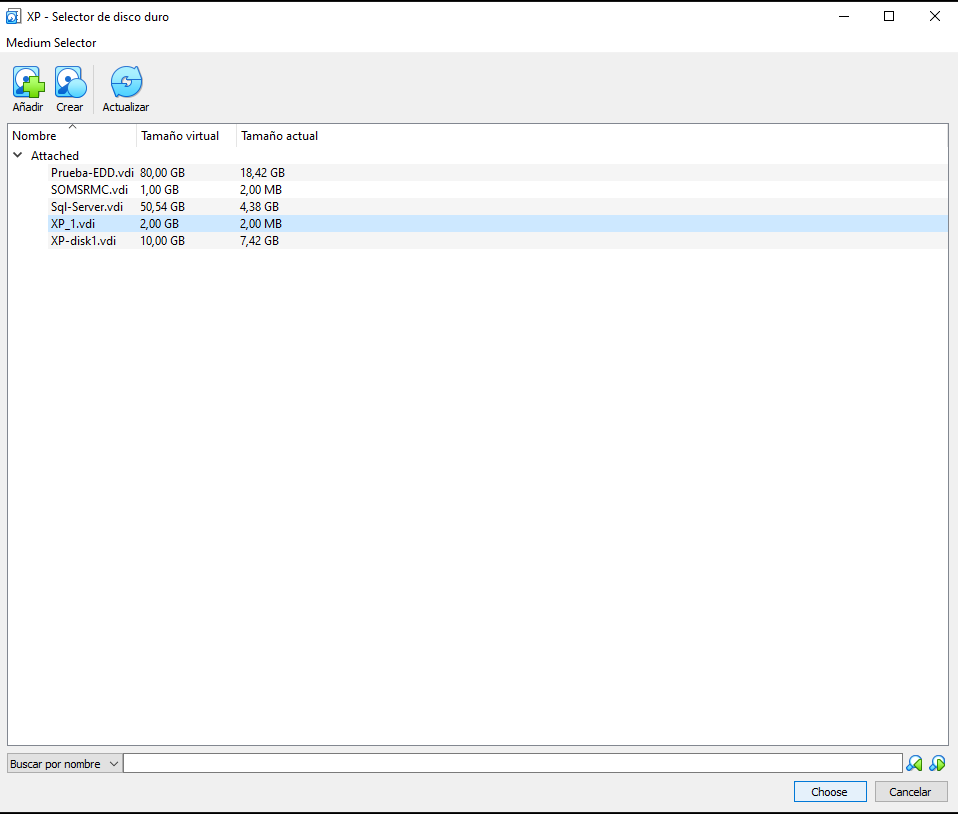 XP - Selector de disco duro
Medium Selector
Añadir Crear Actualizar
Nombre Tamaño virtual Tamaño actual
Attached
Prueba-EDD.vdi 80,00 GB 18,42 GB
SOMSRMC.vdi 1,00 GB 2,00 MB
Sql-Server.vdi 50,54 GB 4,38 GB
XP_1.vdi 2,00 GB 2,00 MB
XP-disk1.vdi 10,00 GB 7,42 GB
Buscar por nombre
Choose Cancelar